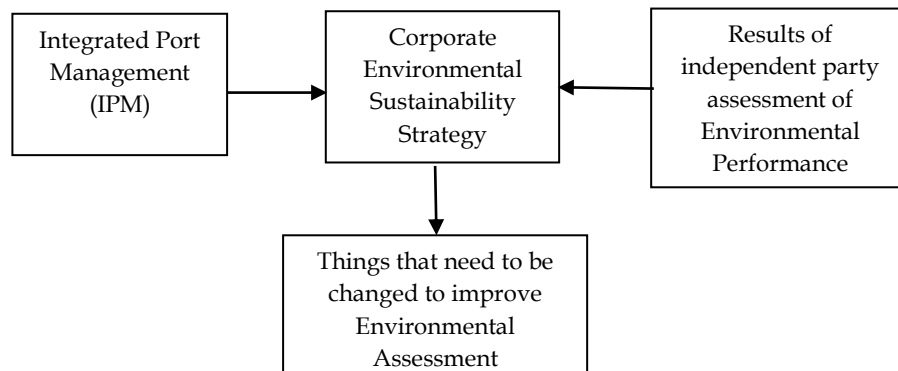 Integrated Port
Management
(IPM)
Corporate
Environmental
Sustainability
Strategy
Results of
independent party
assessment of
Environmental
Performance
Things that need to be
changed to improve
Environmental
Assessment